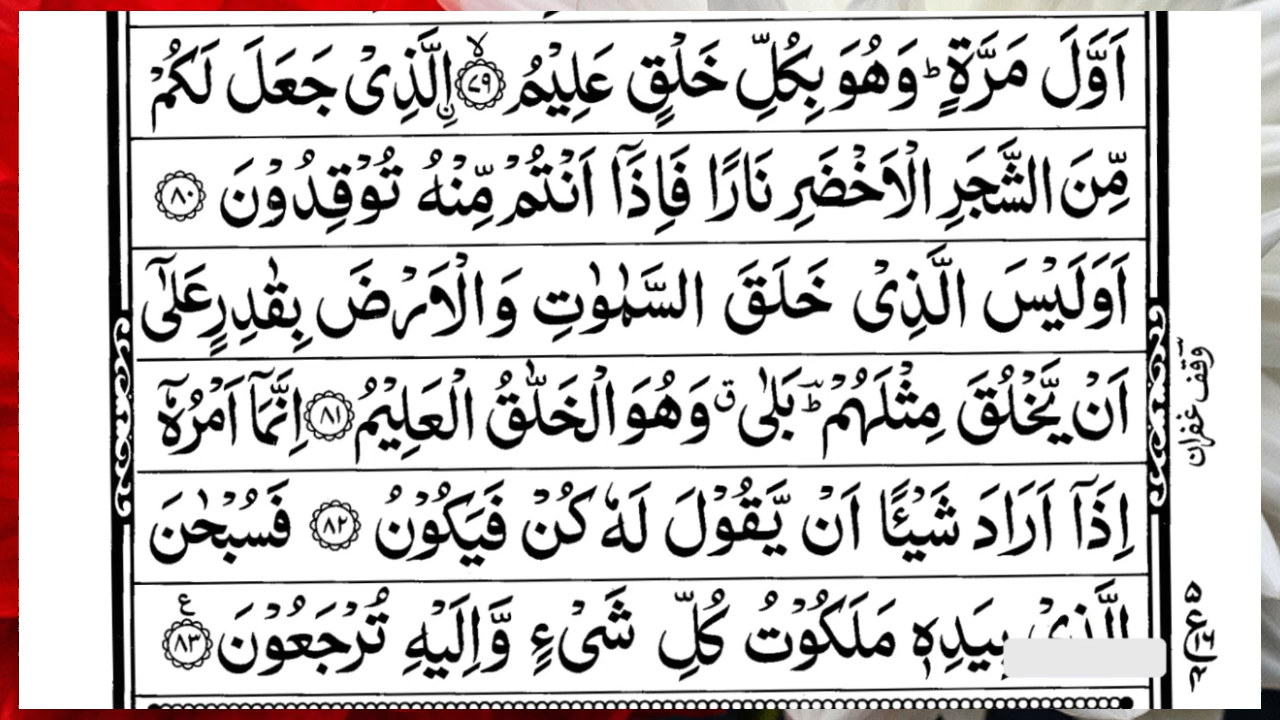 اَوَّلَ مَرَّةٍ ؕ وَهُوَ بِكُلِّ خَلْقٍ عَلِيْمُ ۙ﴿۷۹﴾ اِ۟لَّذِىْ جَعَلَ لَكُمْ
مِّنَ الشَّجَرِ الْاَخْضَرِ نَارًا فَاِذَاۤ اَنْتُمْ مِّنْهُ تُوْقِدُوْنَ ﴿۸۰﴾
اَوَلَيْسَ الَّذِىْ خَلَقَ السَّمٰوٰتِ وَالْاَرْضَ بِقٰدِرٍ عَلٰٓى
اَنْ يَّخْلُقَ مِثْلَهُمْ ؕ بَلٰى ۗ وَهُوَ الْخَلّٰقُ الْعَلِيْمُ ﴿۸۱﴾ اِنَّمَاۤ اَمْرُهٗۤ
اِذَاۤ اَرَادَ شَيْـًٔا اَنْ يَّقُوْلَ لَهٗ كُنْ فَيَكُوْنُ ﴿۸۲﴾ فَسُبْحٰنَ
الَّذِىْ بِيَدِهٖ مَلَكُوْتُ كُلِّ شَىْءٍ وَّاِلَيْهِ تُرْجَعُوْنَ ﴿۸۳﴾ ع
وقف غفران